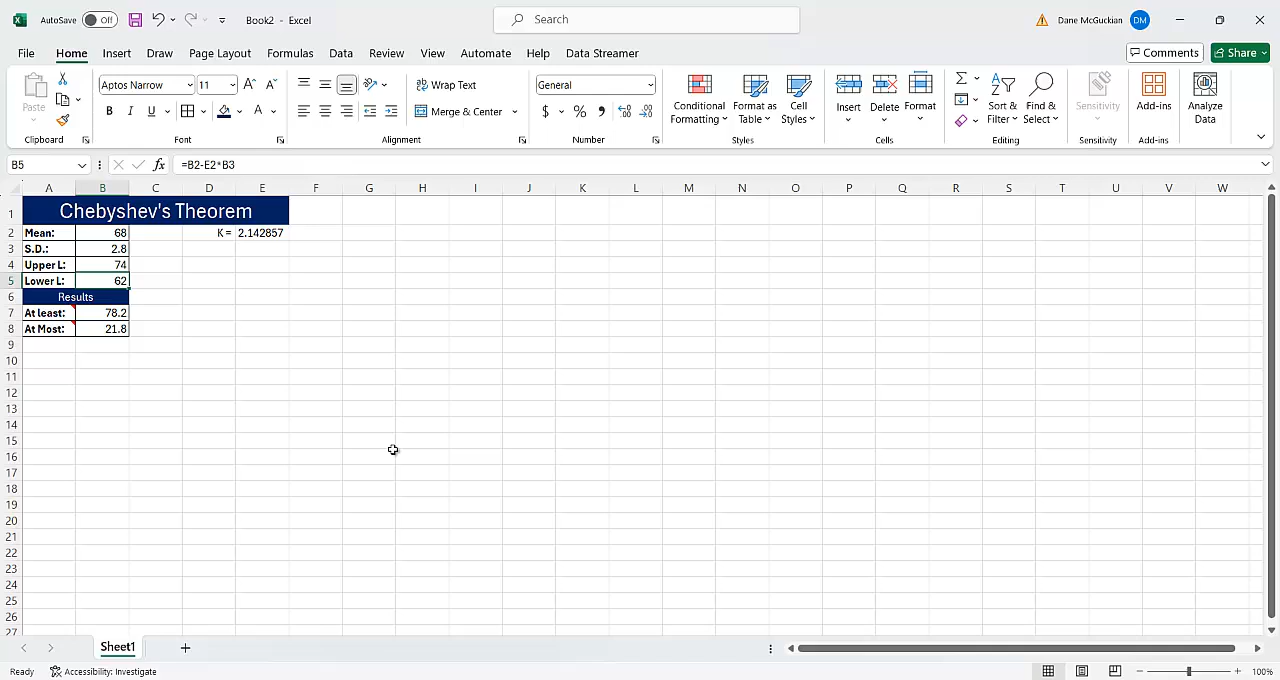 AutoSave Off Book2 - Excel Search Dane McGuckian DM
File Home Insert Draw Page Layout Formulas Data Review View Automate Help Data Streamer Comments Share
Paste Aptos Narrow 11 Wrap Text General Conditional Formatting Format as Table Cell Styles Insert Delete Format Sort & Filter Find & Select Sensitivity Add-ins Analyze Data
B I U Merge & Center $ % ,
Clipboard Font Alignment Number Styles Cells Editing Sensitivity Add-ins
B5 fx =B2-E2*B3
A B C D E F G H I J K L M N O P Q R S T U V W
1 Chebyshev's Theorem
2 Mean: 68 K = 2.142857
3 S.D.: 2.8
4 Upper L: 74
5 Lower L: 62
6 Results
7 At least: 78.2
8 At Most: 21.8
9
10
11
12
13
14
15
16
17
18
19
20
21
22
23
24
25
26
27
Sheet1
Ready Accessibility: Investigate 100%